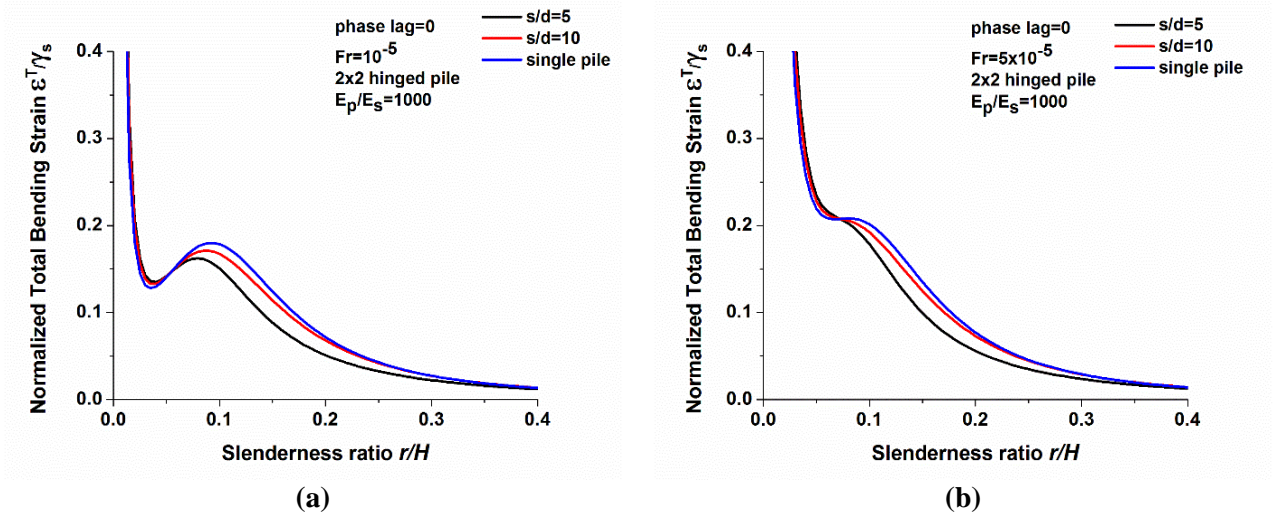 phase lag=0
Fr=10⁻⁵
2x2 hinged pile
Eₚ/Eₛ=1000
s/d=5
s/d=10
single pile
Normalized Total Bending Strain εᵀ/γₛ
0.4
0.3
0.2
0.1
0.0
0.0 0.1 0.2 0.3 0.4
Slenderness ratio r/H
(a)
phase lag=0
Fr=5x10⁻⁵
2x2 hinged pile
Eₚ/Eₛ=1000
s/d=5
s/d=10
single pile
Normalized Total Bending Strain εᵀ/γₛ
0.4
0.3
0.2
0.1
0.0
0.0 0.1 0.2 0.3 0.4
Slenderness ratio r/H
(b)